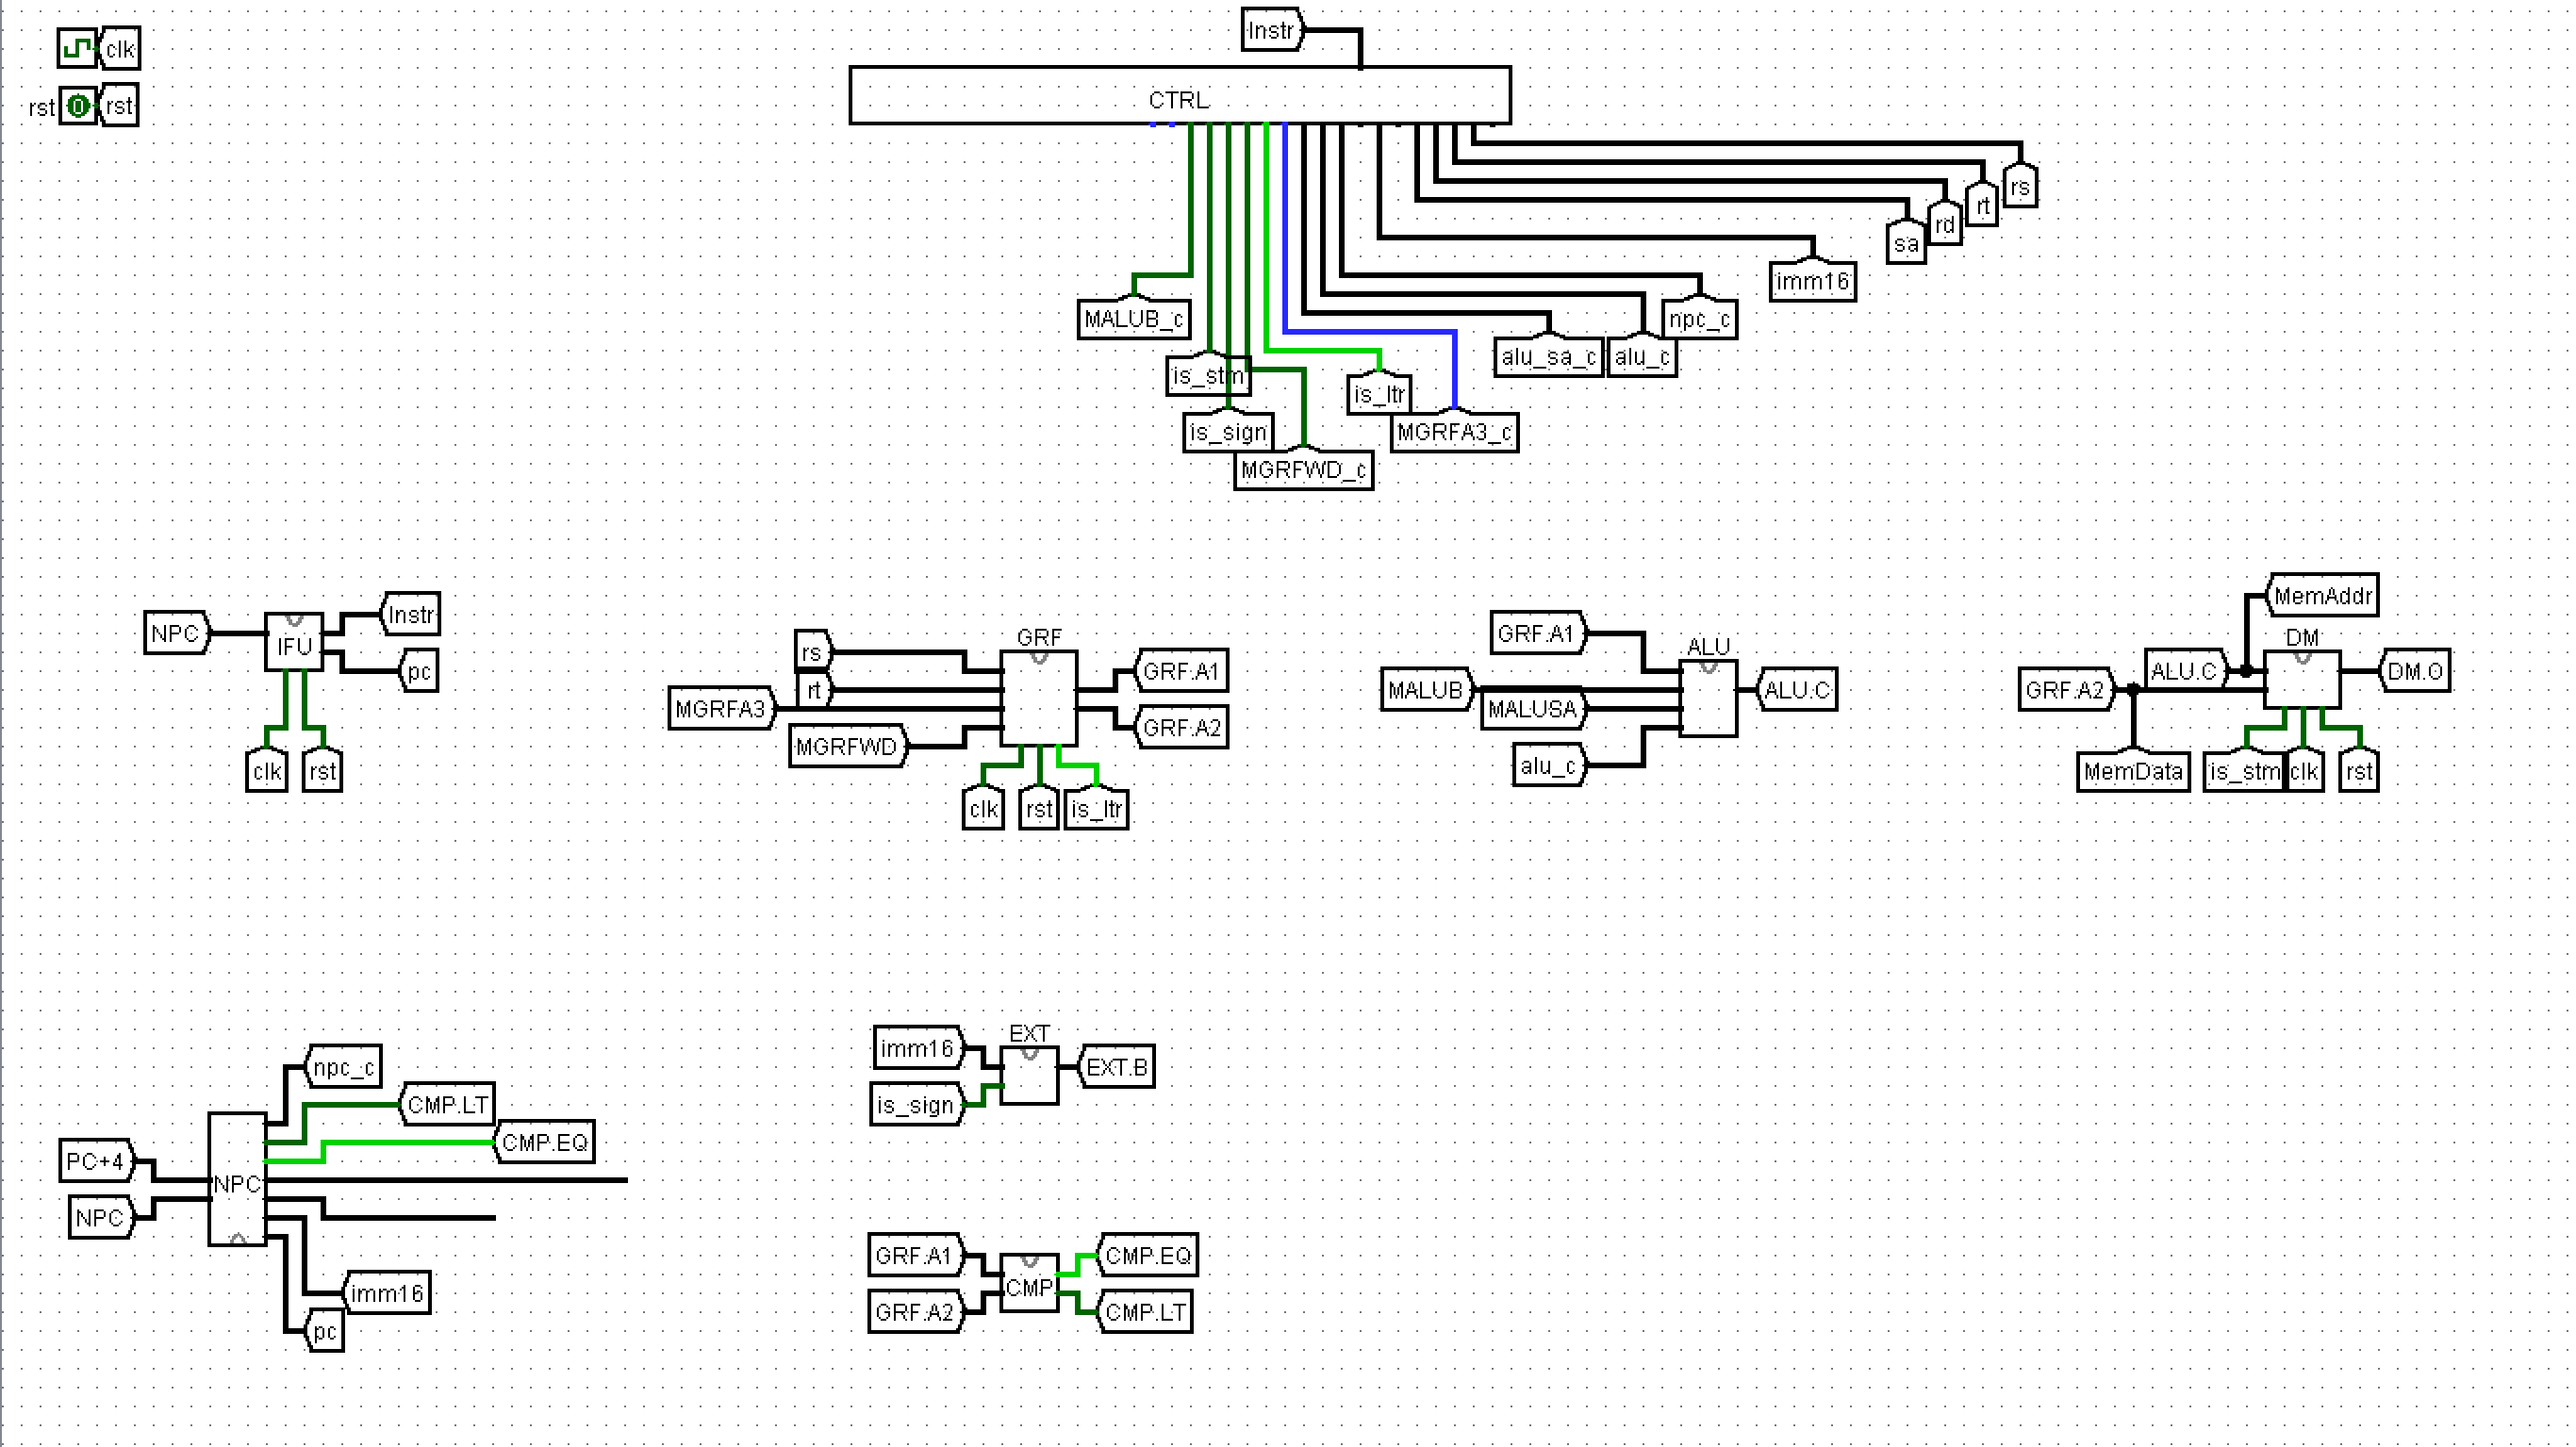 Instr
clk
rst
rst
CTRL
rs
rt
rd
sa
imm16
MALUB_c
npc_c
is_stm
alu_sa_c
alu_c
is_ltr
is_sign
MGRFA3_c
MGRFWD_c
NPC
IFU
Instr
pc
clk
rst
GRF
rs
rt
MGRFA3
MGRFWD
GRF.A1
GRF.A2
clk
rst
is_ltr
GRF.A1
ALU
MALUB
MALUSA
alu_c
ALU.C
MemAddr
DM
ALU.C
GRF.A2
DM.O
MemData
is_stm
clk
rst
npc_c
CMP.LT
CMP.EQ
PC+4
NPC
NPC
imm16
pc
imm16
EXT
is_sign
EXT.B
GRF.A1
CMP
GRF.A2
CMP.EQ
CMP.LT